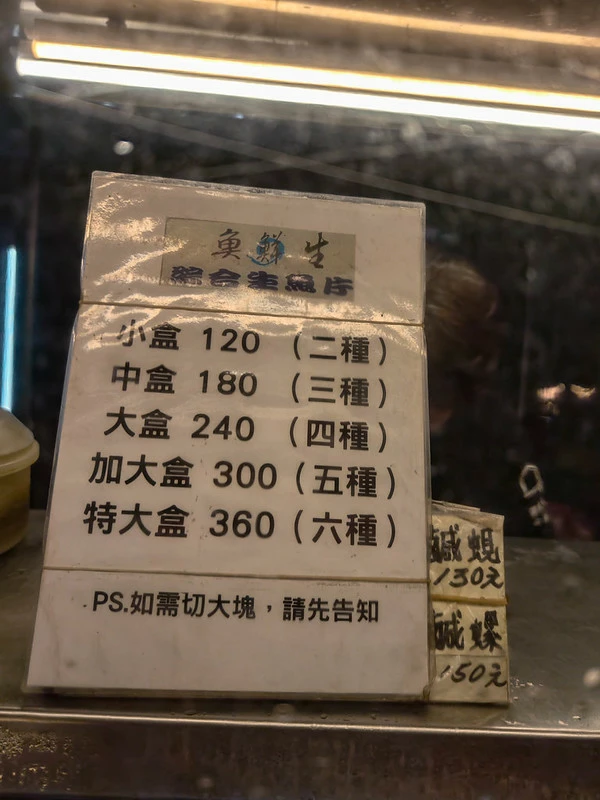 魚鮮生
綜合生魚片
小盒 120 (二種)
中盒 180 (三種)
大盒 240 (四種)
加大盒 300 (五種)
特大盒 360 (六種)
PS.如需切大塊，請先告知
鹹蜆
130元
鹹螺
150元